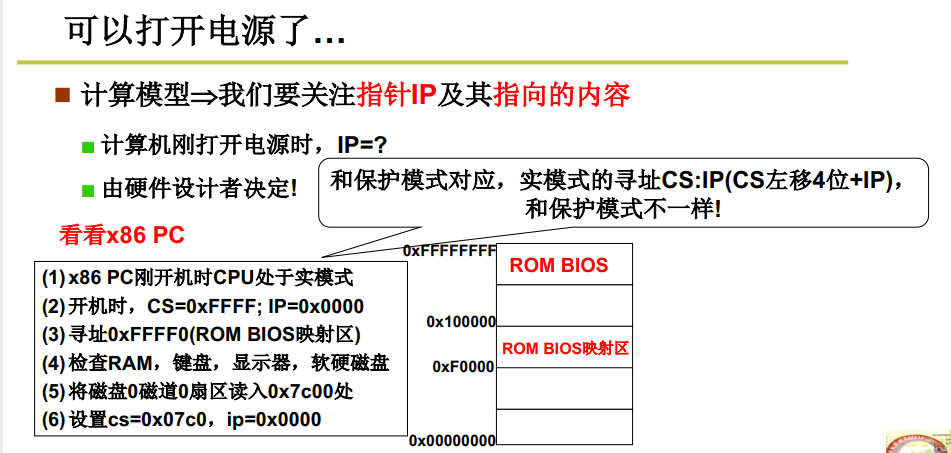 可以打开电源了…
计算模型⇒我们要关注指针IP及其指向的内容
计算机刚打开电源时，IP=?
由硬件设计者决定!
和保护模式对应，实模式的寻址CS:IP(CS左移4位+IP)，
和保护模式不一样!
看看x86 PC
(1) x86 PC刚开机时CPU处于实模式
(2) 开机时，CS=0xFFFF; IP=0x0000
(3) 寻址0xFFFF0(ROM BIOS映射区)
(4) 检查RAM，键盘，显示器，软硬磁盘
(5) 将磁盘0磁道0扇区读入0x7c00处
(6) 设置cs=0x07c0，ip=0x0000
0xFFFFFFFF
ROM BIOS
0x100000
ROM BIOS映射区
0xF0000
0x00000000